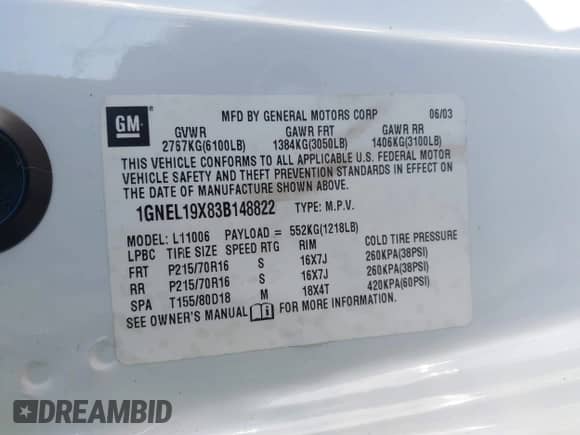 GM
MFD BY GENERAL MOTORS CORP 06/03
GVWR GAWR FRT GAWR RR
2767KG(6100LB) 1384KG(3050LB) 1406KG(3100LB)
THIS VEHICLE CONFORMS TO ALL APPLICABLE U.S. FEDERAL MOTOR
VEHICLE SAFETY AND THEFT PREVENTION STANDARDS IN EFFECT ON
THE DATE OF MANUFACTURE SHOWN ABOVE.
1GNEL19X83B148822 TYPE: M.P.V.
MODEL: L11006 PAYLOAD = 552KG(1218LB)
LPBC TIRE SIZE SPEED RTG RIM COLD TIRE PRESSURE
FRT P215/70R16 S 16X7J 260KPA(38PSI)
RR P215/70R16 S 16X7J 260KPA(38PSI)
SPA T155/80D18 M 18X4T 420KPA(60PSI)
SEE OWNER'S MANUAL FOR MORE INFORMATION.
DREAMBID